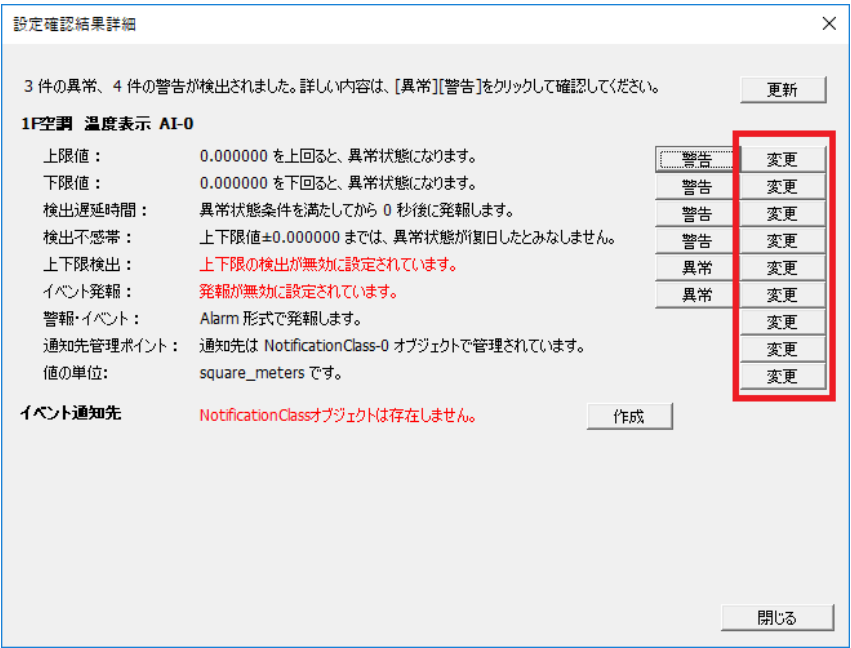 設定確認結果詳細
3 件の異常、4 件の警告が検出されました。詳しい内容は、[異常][警告]をクリックして確認してください。 更新
1F空調 温度表示 AI-0
上限値： 0.000000 を上回ると、異常状態になります。 警告 変更
下限値： 0.000000 を下回ると、異常状態になります。 警告 変更
検出遅延時間： 異常状態条件を満たしてから 0 秒後に発報します。 警告 変更
検出不感帯： 上下限値±0.000000 までは、異常状態が復旧したとみなしません。 警告 変更
上下限検出： 上下限の検出が無効に設定されています。 異常 変更
イベント発報： 発報が無効に設定されています。 異常 変更
警報・イベント： Alarm 形式で発報します。 変更
通知先管理ポイント： 通知先は NotificationClass-0 オブジェクトで管理されています。 変更
値の単位: square_meters です。 変更
イベント通知先 NotificationClassオブジェクトは存在しません。 作成
閉じる